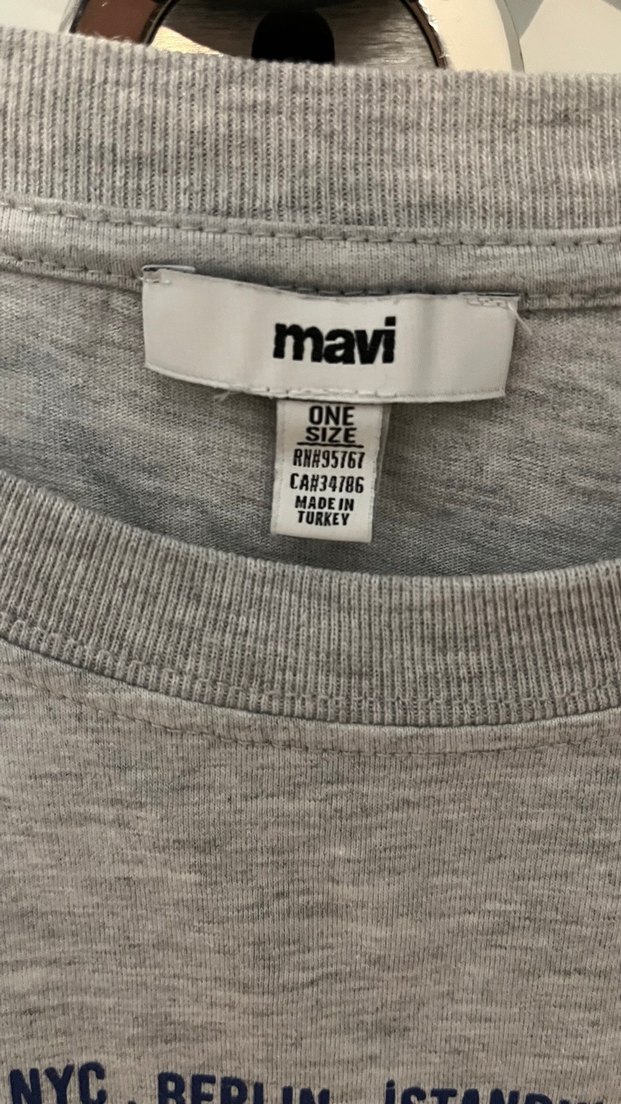 mavi
ONE
SIZE
RN#95767
CA#34786
MADE IN
TURKEY
NYC . BERLIN . İSTANBUL